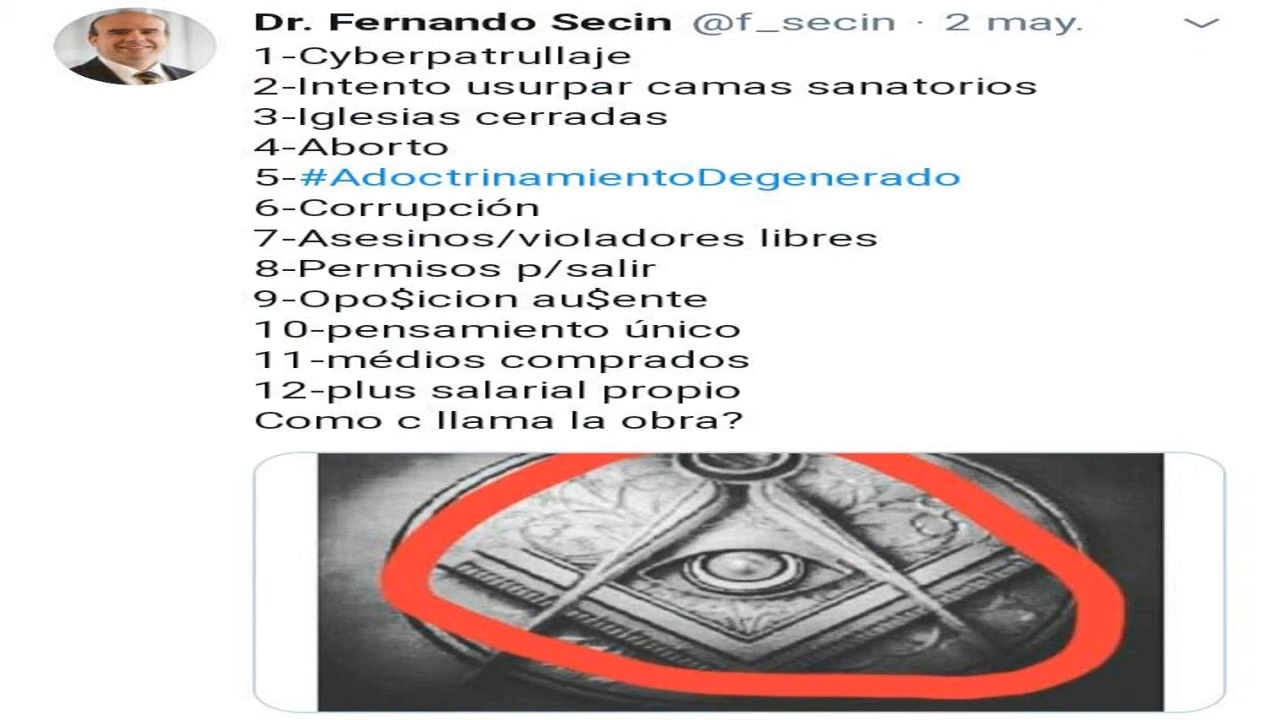 Dr. Fernando Secin @f_secin · 2 may.
1-Cyberpatrullaje
2-Intento usurpar camas sanatorios
3-Iglesias cerradas
4-Aborto
5-#AdoctrinamientoDegenerado
6-Corrupción
7-Asesinos/violadores libres
8-Permisos p/salir
9-Opo$icion au$ente
10-pensamiento único
11-médios comprados
12-plus salarial propio
Como c llama la obra?